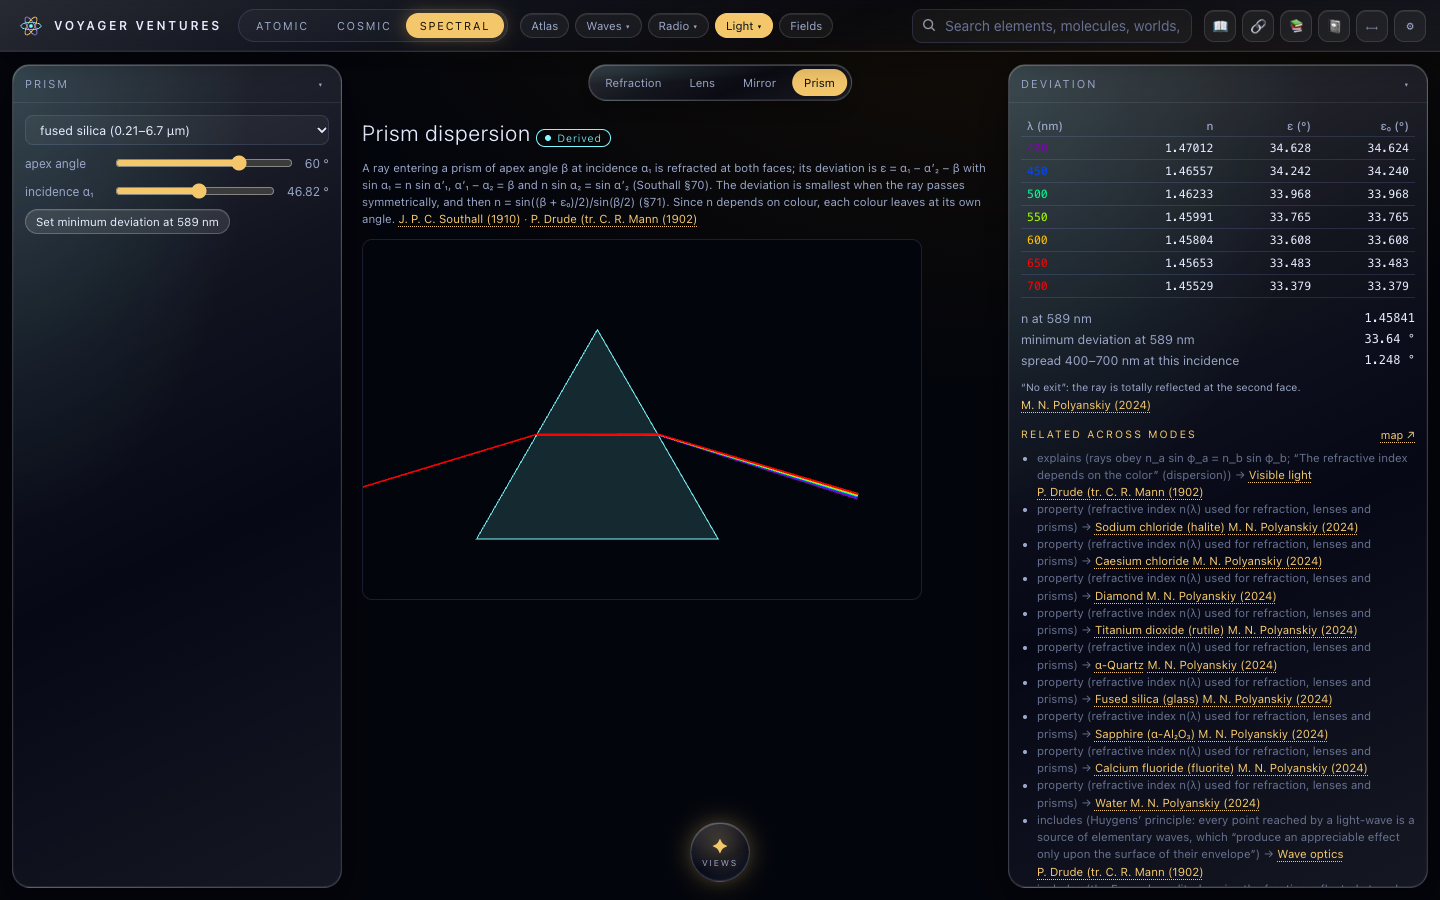 VOYAGER VENTURES
ATOMIC COSMIC SPECTRAL
Atlas Waves ▾ Radio ▾ Light ▾ Fields
Search elements, molecules, worlds,
PRISM
fused silica (0.21–6.7 µm)
apex angle 60 °
incidence α₁ 46.82 °
Set minimum deviation at 589 nm
Refraction Lens Mirror Prism
Prism dispersion Derived
A ray entering a prism of apex angle β at incidence α₁ is refracted at both faces; its deviation is ε = α₁ − α′₂ − β with
sin α₁ = n sin α′₁, α′₁ − α₂ = β and n sin α₂ = sin α′₂ (Southall §70). The deviation is smallest when the ray passes
symmetrically, and then n = sin((β + ε₀)/2)/sin(β/2) (§71). Since n depends on colour, each colour leaves at its own
angle. J. P. C. Southall (1910) · P. Drude (tr. C. R. Mann (1902)
VIEWS
DEVIATION
λ (nm) n ε (°) ε₀ (°)
1.47012 34.628 34.624
450 1.46557 34.242 34.240
500 1.46233 33.968 33.968
550 1.45991 33.765 33.765
600 1.45804 33.608 33.608
650 1.45653 33.483 33.483
700 1.45529 33.379 33.379
n at 589 nm 1.45841
minimum deviation at 589 nm 33.64 °
spread 400–700 nm at this incidence 1.248 °
“No exit”: the ray is totally reflected at the second face.
M. N. Polyanskiy (2024)
RELATED ACROSS MODES map ↗
explains (rays obey n_a sin ϕ_a = n_b sin ϕ_b; “The refractive index
depends on the color” (dispersion)) → Visible light
P. Drude (tr. C. R. Mann (1902)
property (refractive index n(λ) used for refraction, lenses and
prisms) → Sodium chloride (halite) M. N. Polyanskiy (2024)
property (refractive index n(λ) used for refraction, lenses and
prisms) → Caesium chloride M. N. Polyanskiy (2024)
property (refractive index n(λ) used for refraction, lenses and
prisms) → Diamond M. N. Polyanskiy (2024)
property (refractive index n(λ) used for refraction, lenses and
prisms) → Titanium dioxide (rutile) M. N. Polyanskiy (2024)
property (refractive index n(λ) used for refraction, lenses and
prisms) → α-Quartz M. N. Polyanskiy (2024)
property (refractive index n(λ) used for refraction, lenses and
prisms) → Fused silica (glass) M. N. Polyanskiy (2024)
property (refractive index n(λ) used for refraction, lenses and
prisms) → Sapphire (α-Al₂O₃) M. N. Polyanskiy (2024)
property (refractive index n(λ) used for refraction, lenses and
prisms) → Calcium fluoride (fluorite) M. N. Polyanskiy (2024)
property (refractive index n(λ) used for refraction, lenses and
prisms) → Water M. N. Polyanskiy (2024)
includes (Huygens’ principle: every point reached by a light-wave is a
source of elementary waves, which “produce an appreciable effect
only upon the surface of their envelope”) → Wave optics
P. Drude (tr. C. R. Mann (1902)